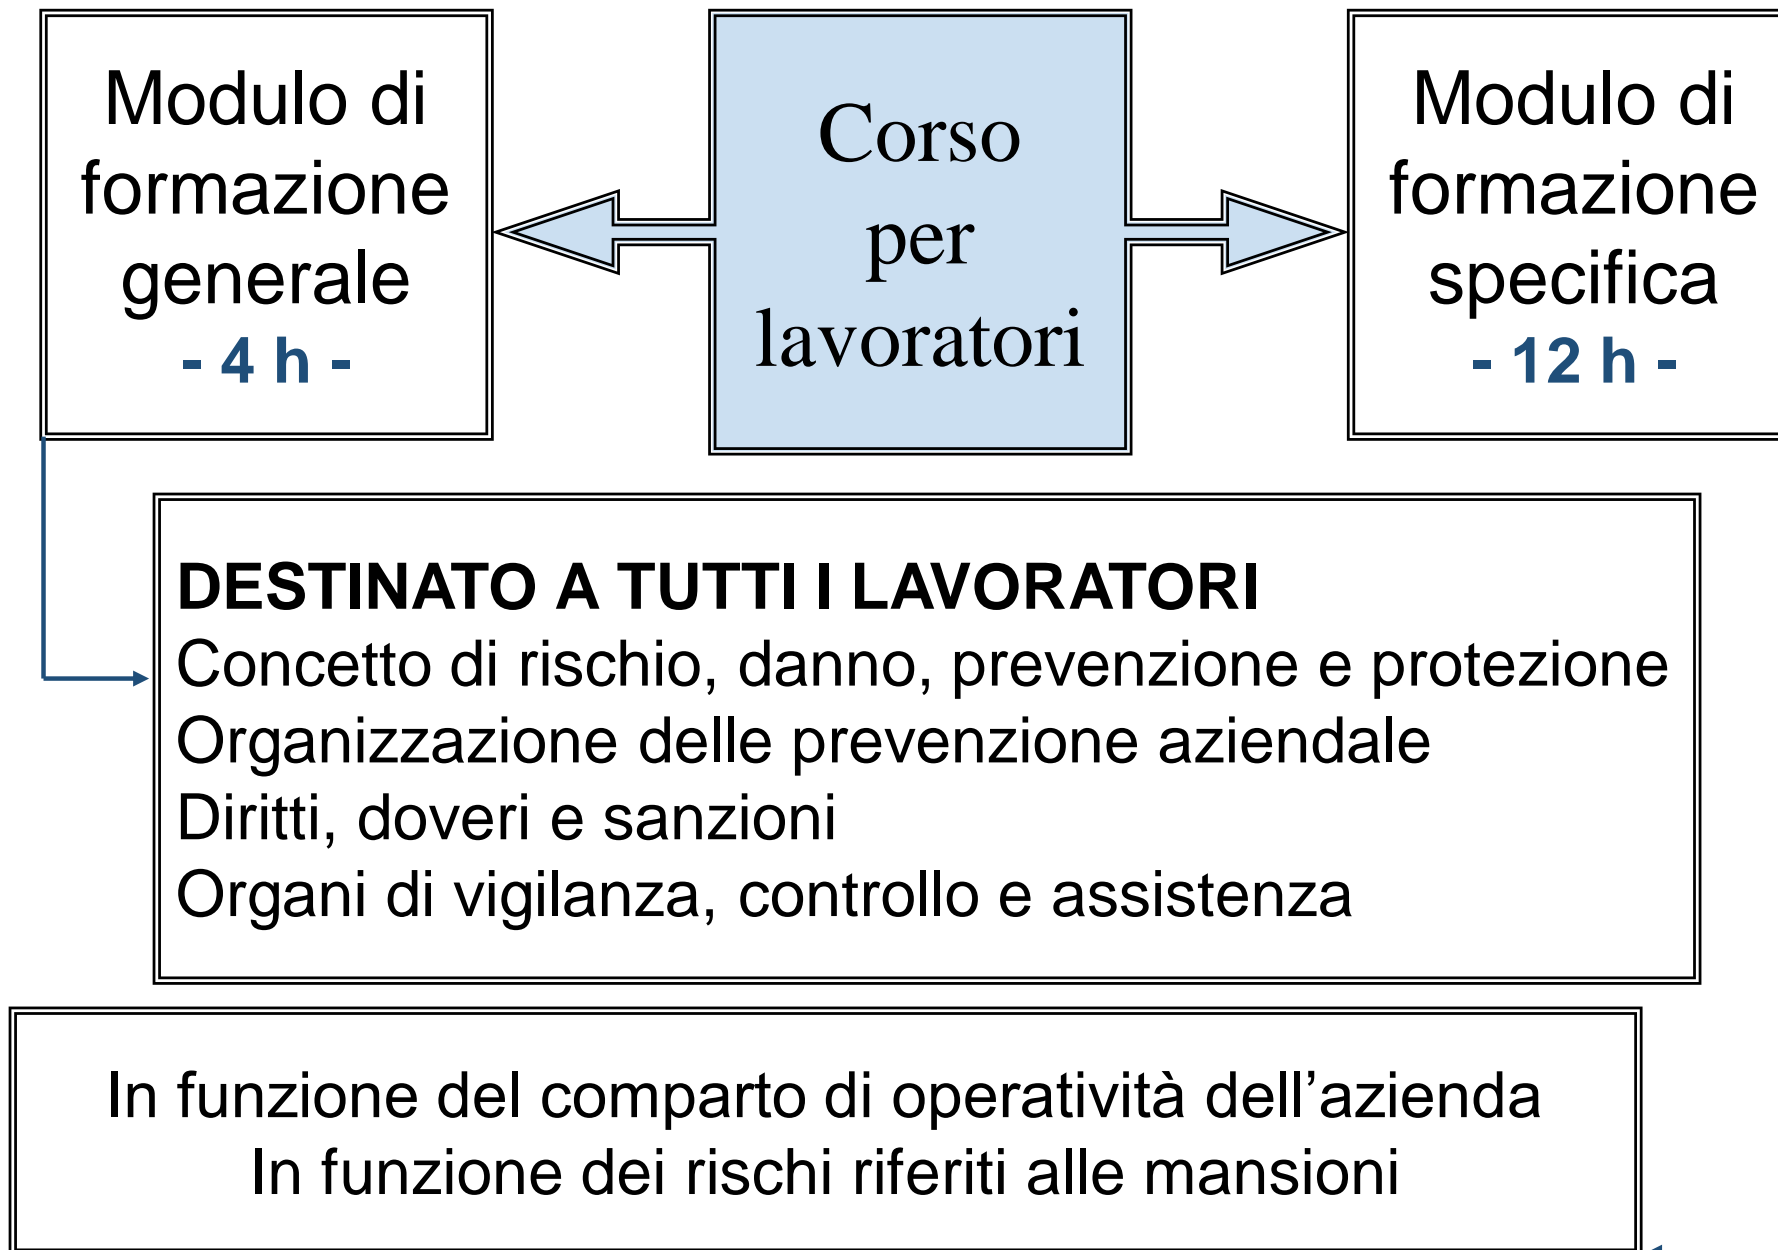 Modulo di
formazione
generale
- 4 h -
Corso
per
lavoratori
Modulo di
formazione
specifica
- 12 h -
DESTINATO A TUTTI I LAVORATORI
Concetto di rischio, danno, prevenzione e protezione
Organizzazione delle prevenzione aziendale
Diritti, doveri e sanzioni
Organi di vigilanza, controllo e assistenza
In funzione del comparto di operatività dell’azienda
In funzione dei rischi riferiti alle mansioni